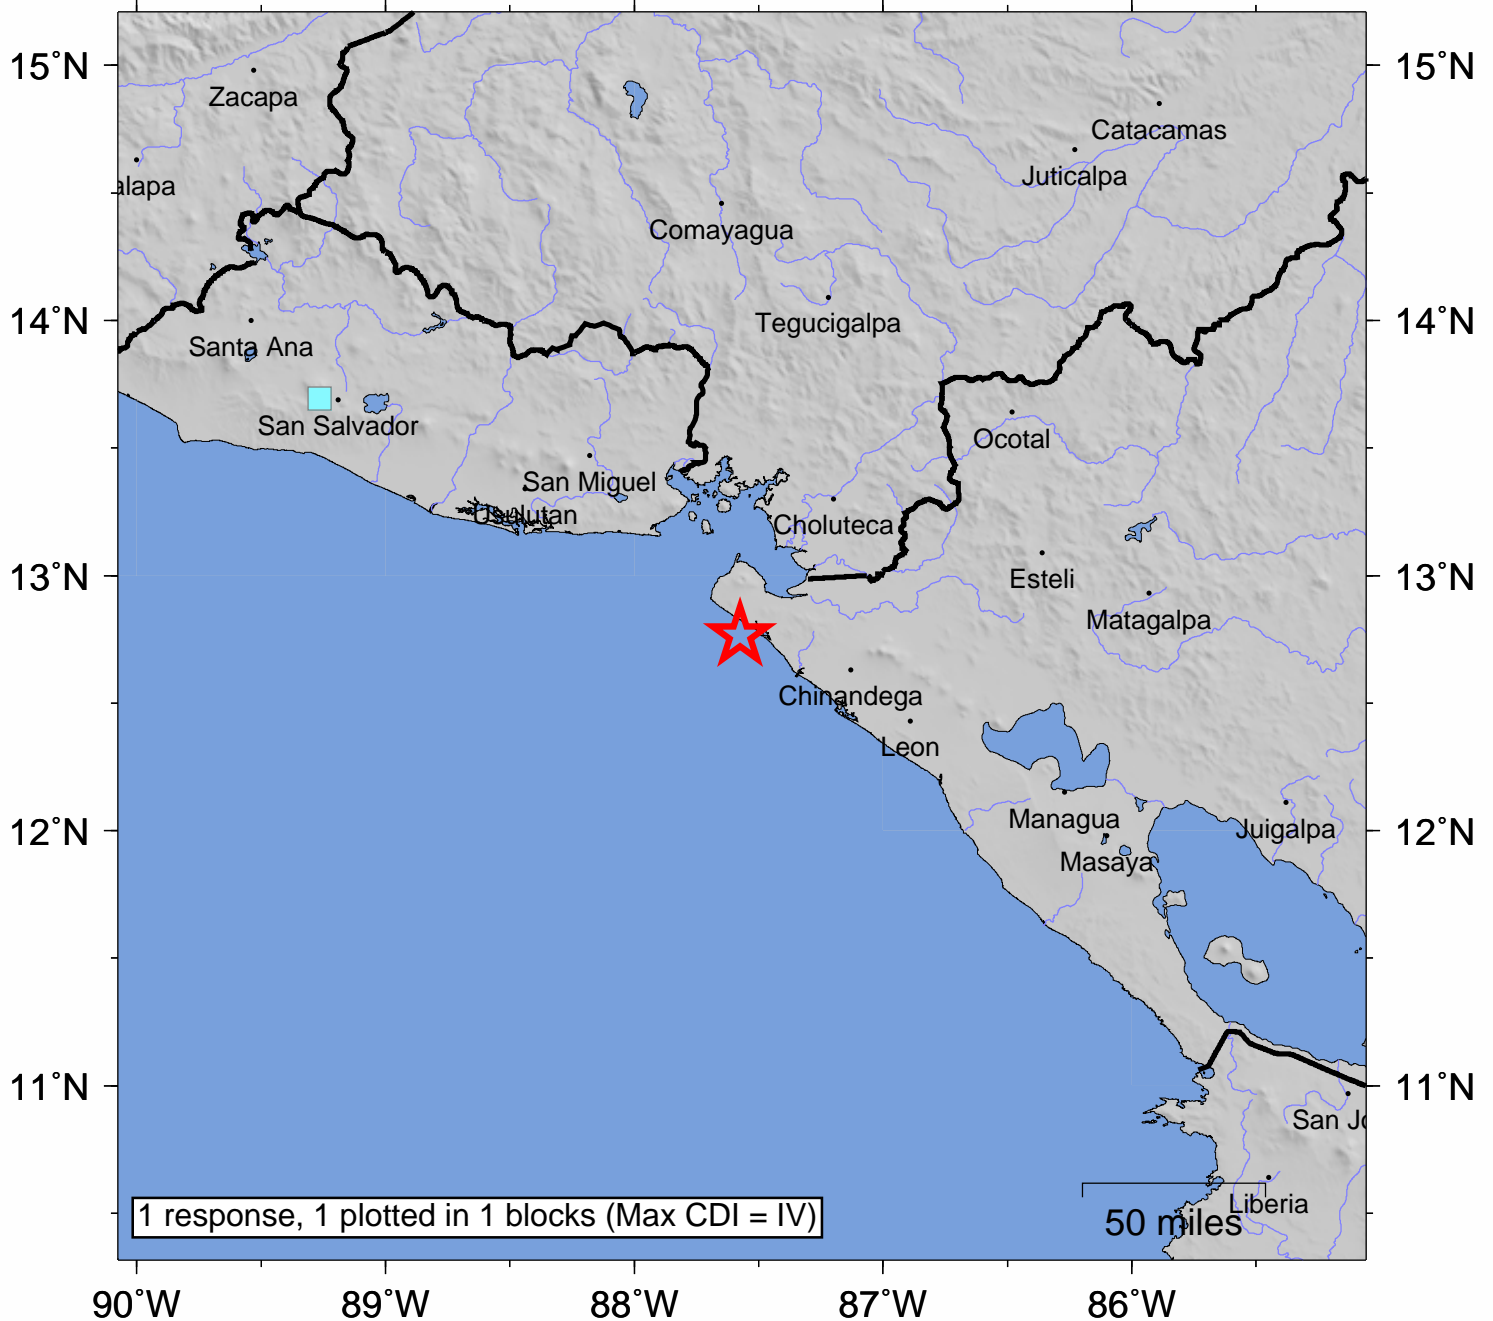 15°N
15°N
Zacapa
Catacamas
Juticalpa
alapa
Comayagua
14°N
Tegucigalpa
14°N
Santa Ana
San Salvador
Ocotal
San Miguel
Usulutan
Choluteca
13°N
Esteli
13°N
Matagalpa
Chinandega
Leon
12°N
Managua
Juigalpa
12°N
Masaya
11°N
11°N
San Jo
Liberia
50 miles
1 response, 1 plotted in 1 blocks (Max CDI = IV)
90°W
89°W
88°W
87°W
86°W